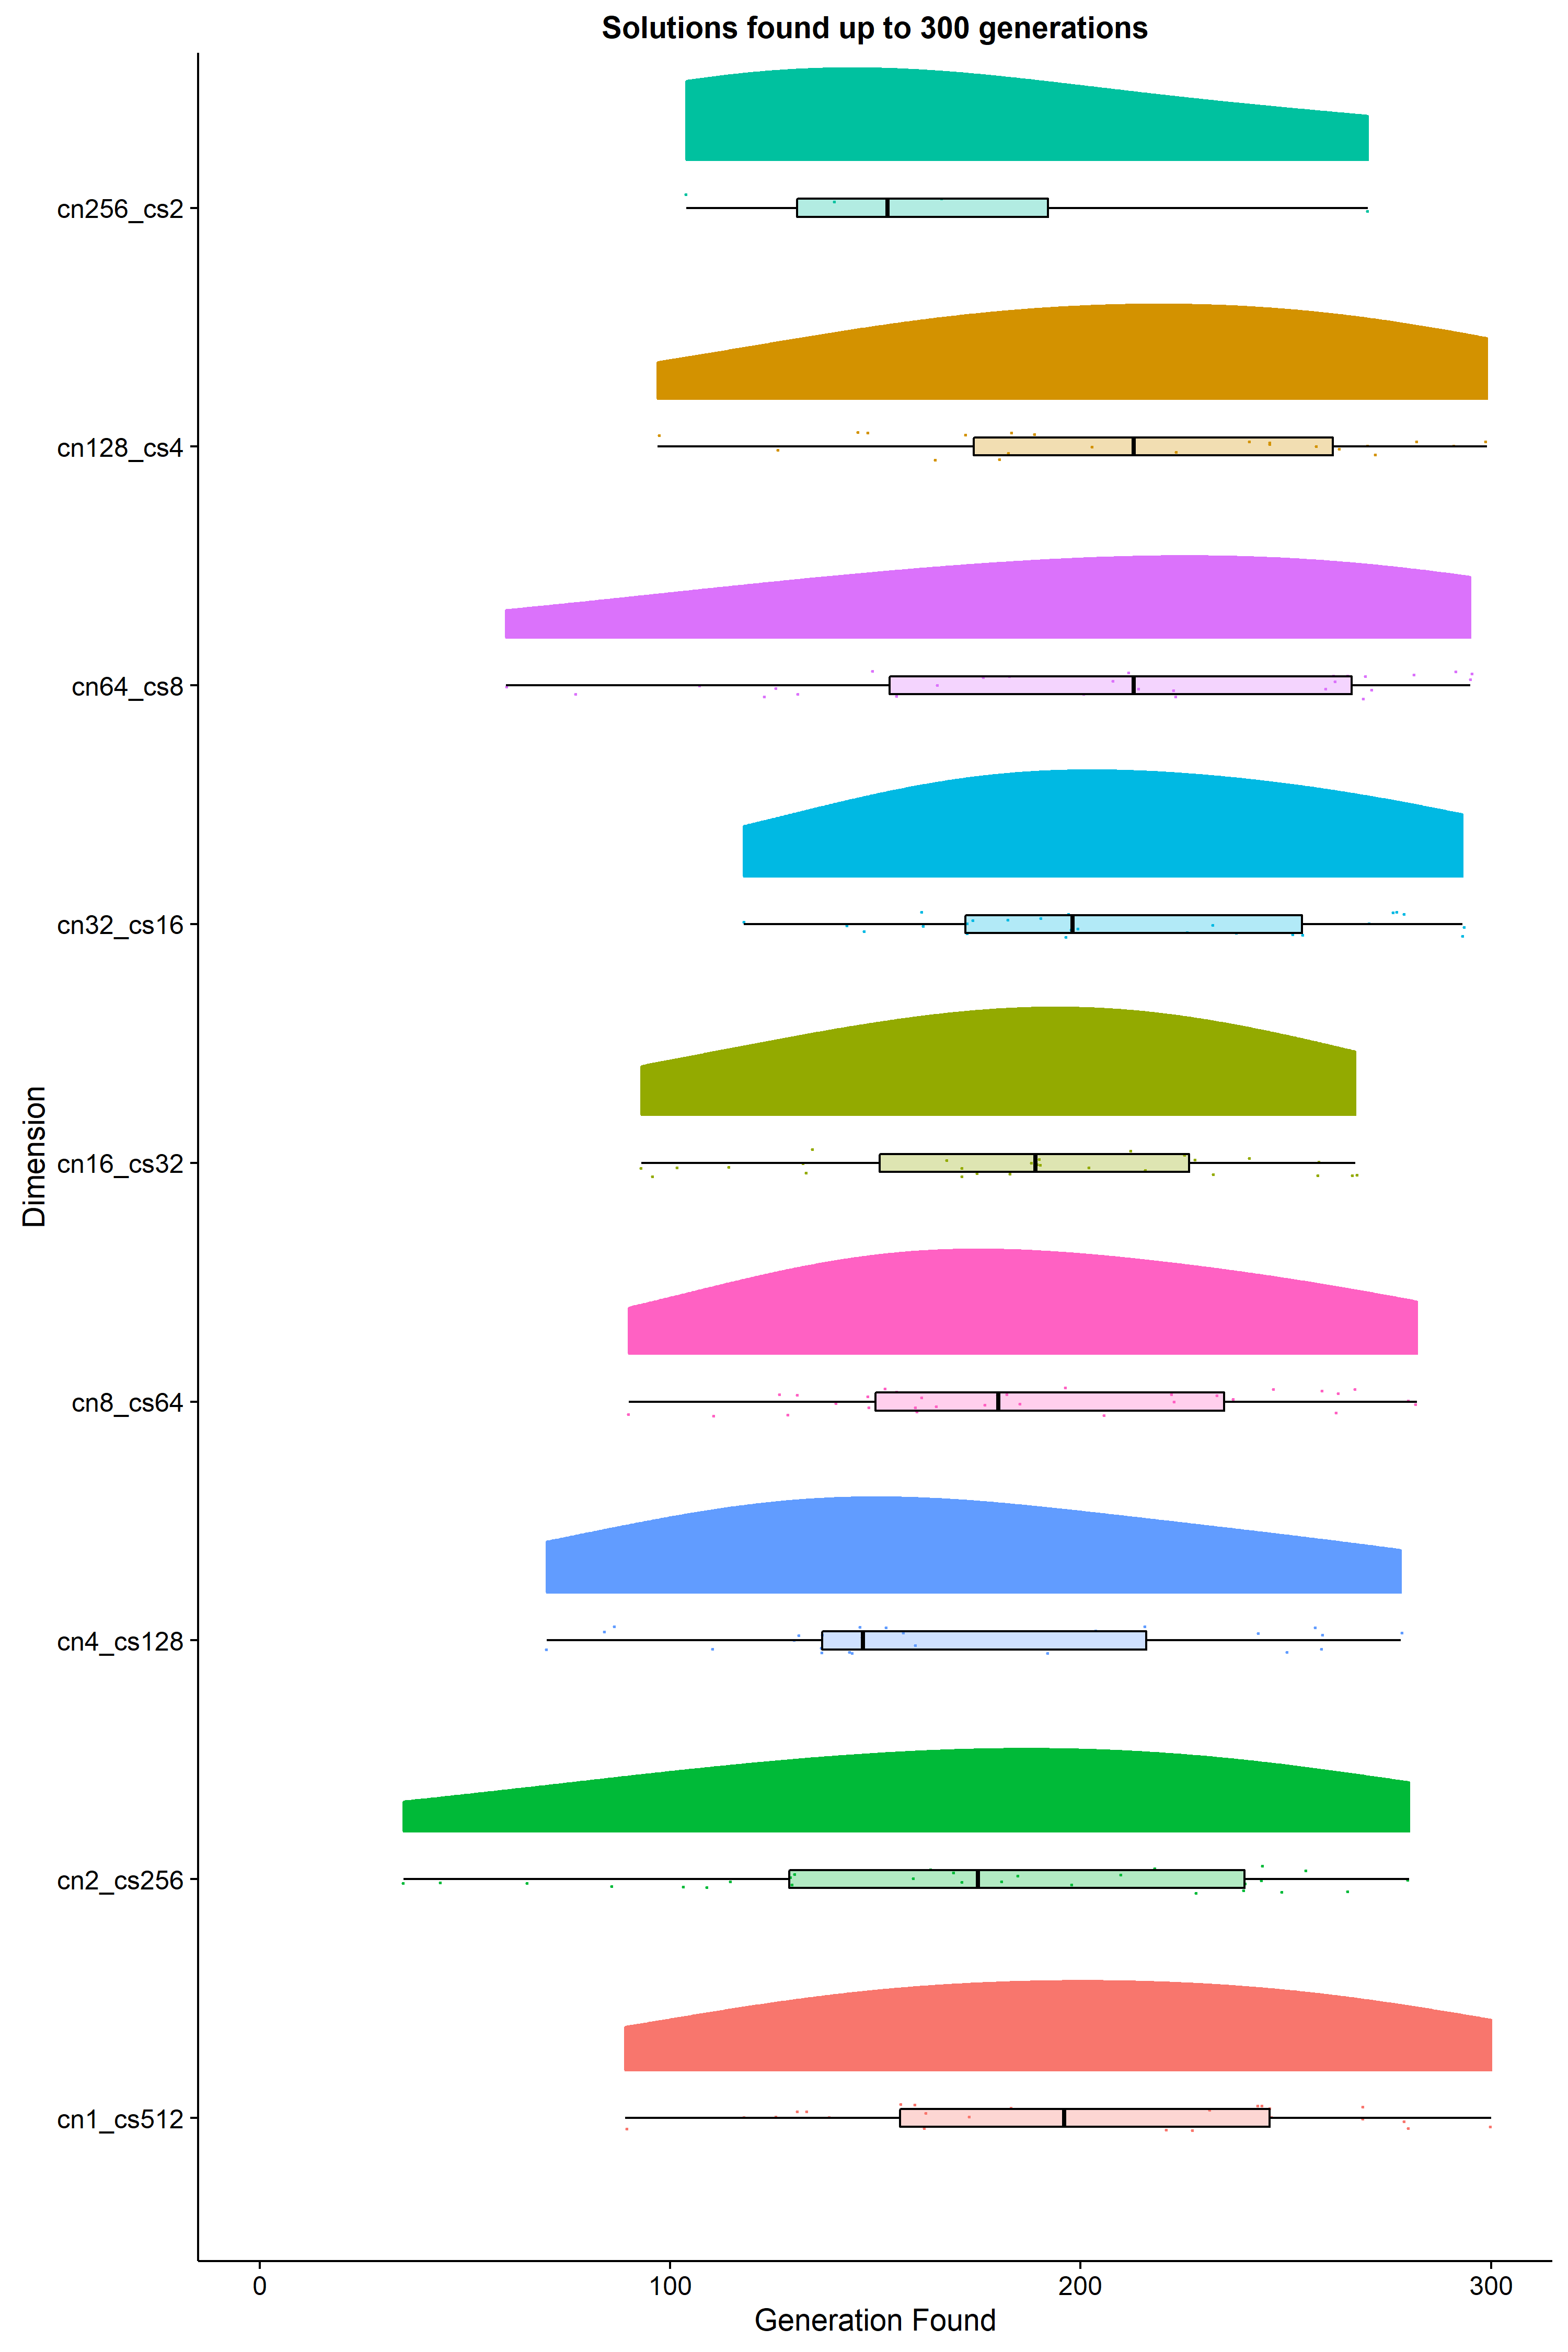 Solutions found up to 300 generations
cn256_cs2
cn128_cs4
cn64_cs8
cn32_cs16
cn16_cs32
cn8_cs64
cn4_cs128
cn2_cs256
cn1_cs512
Dimension
0 100 200 300
Generation Found